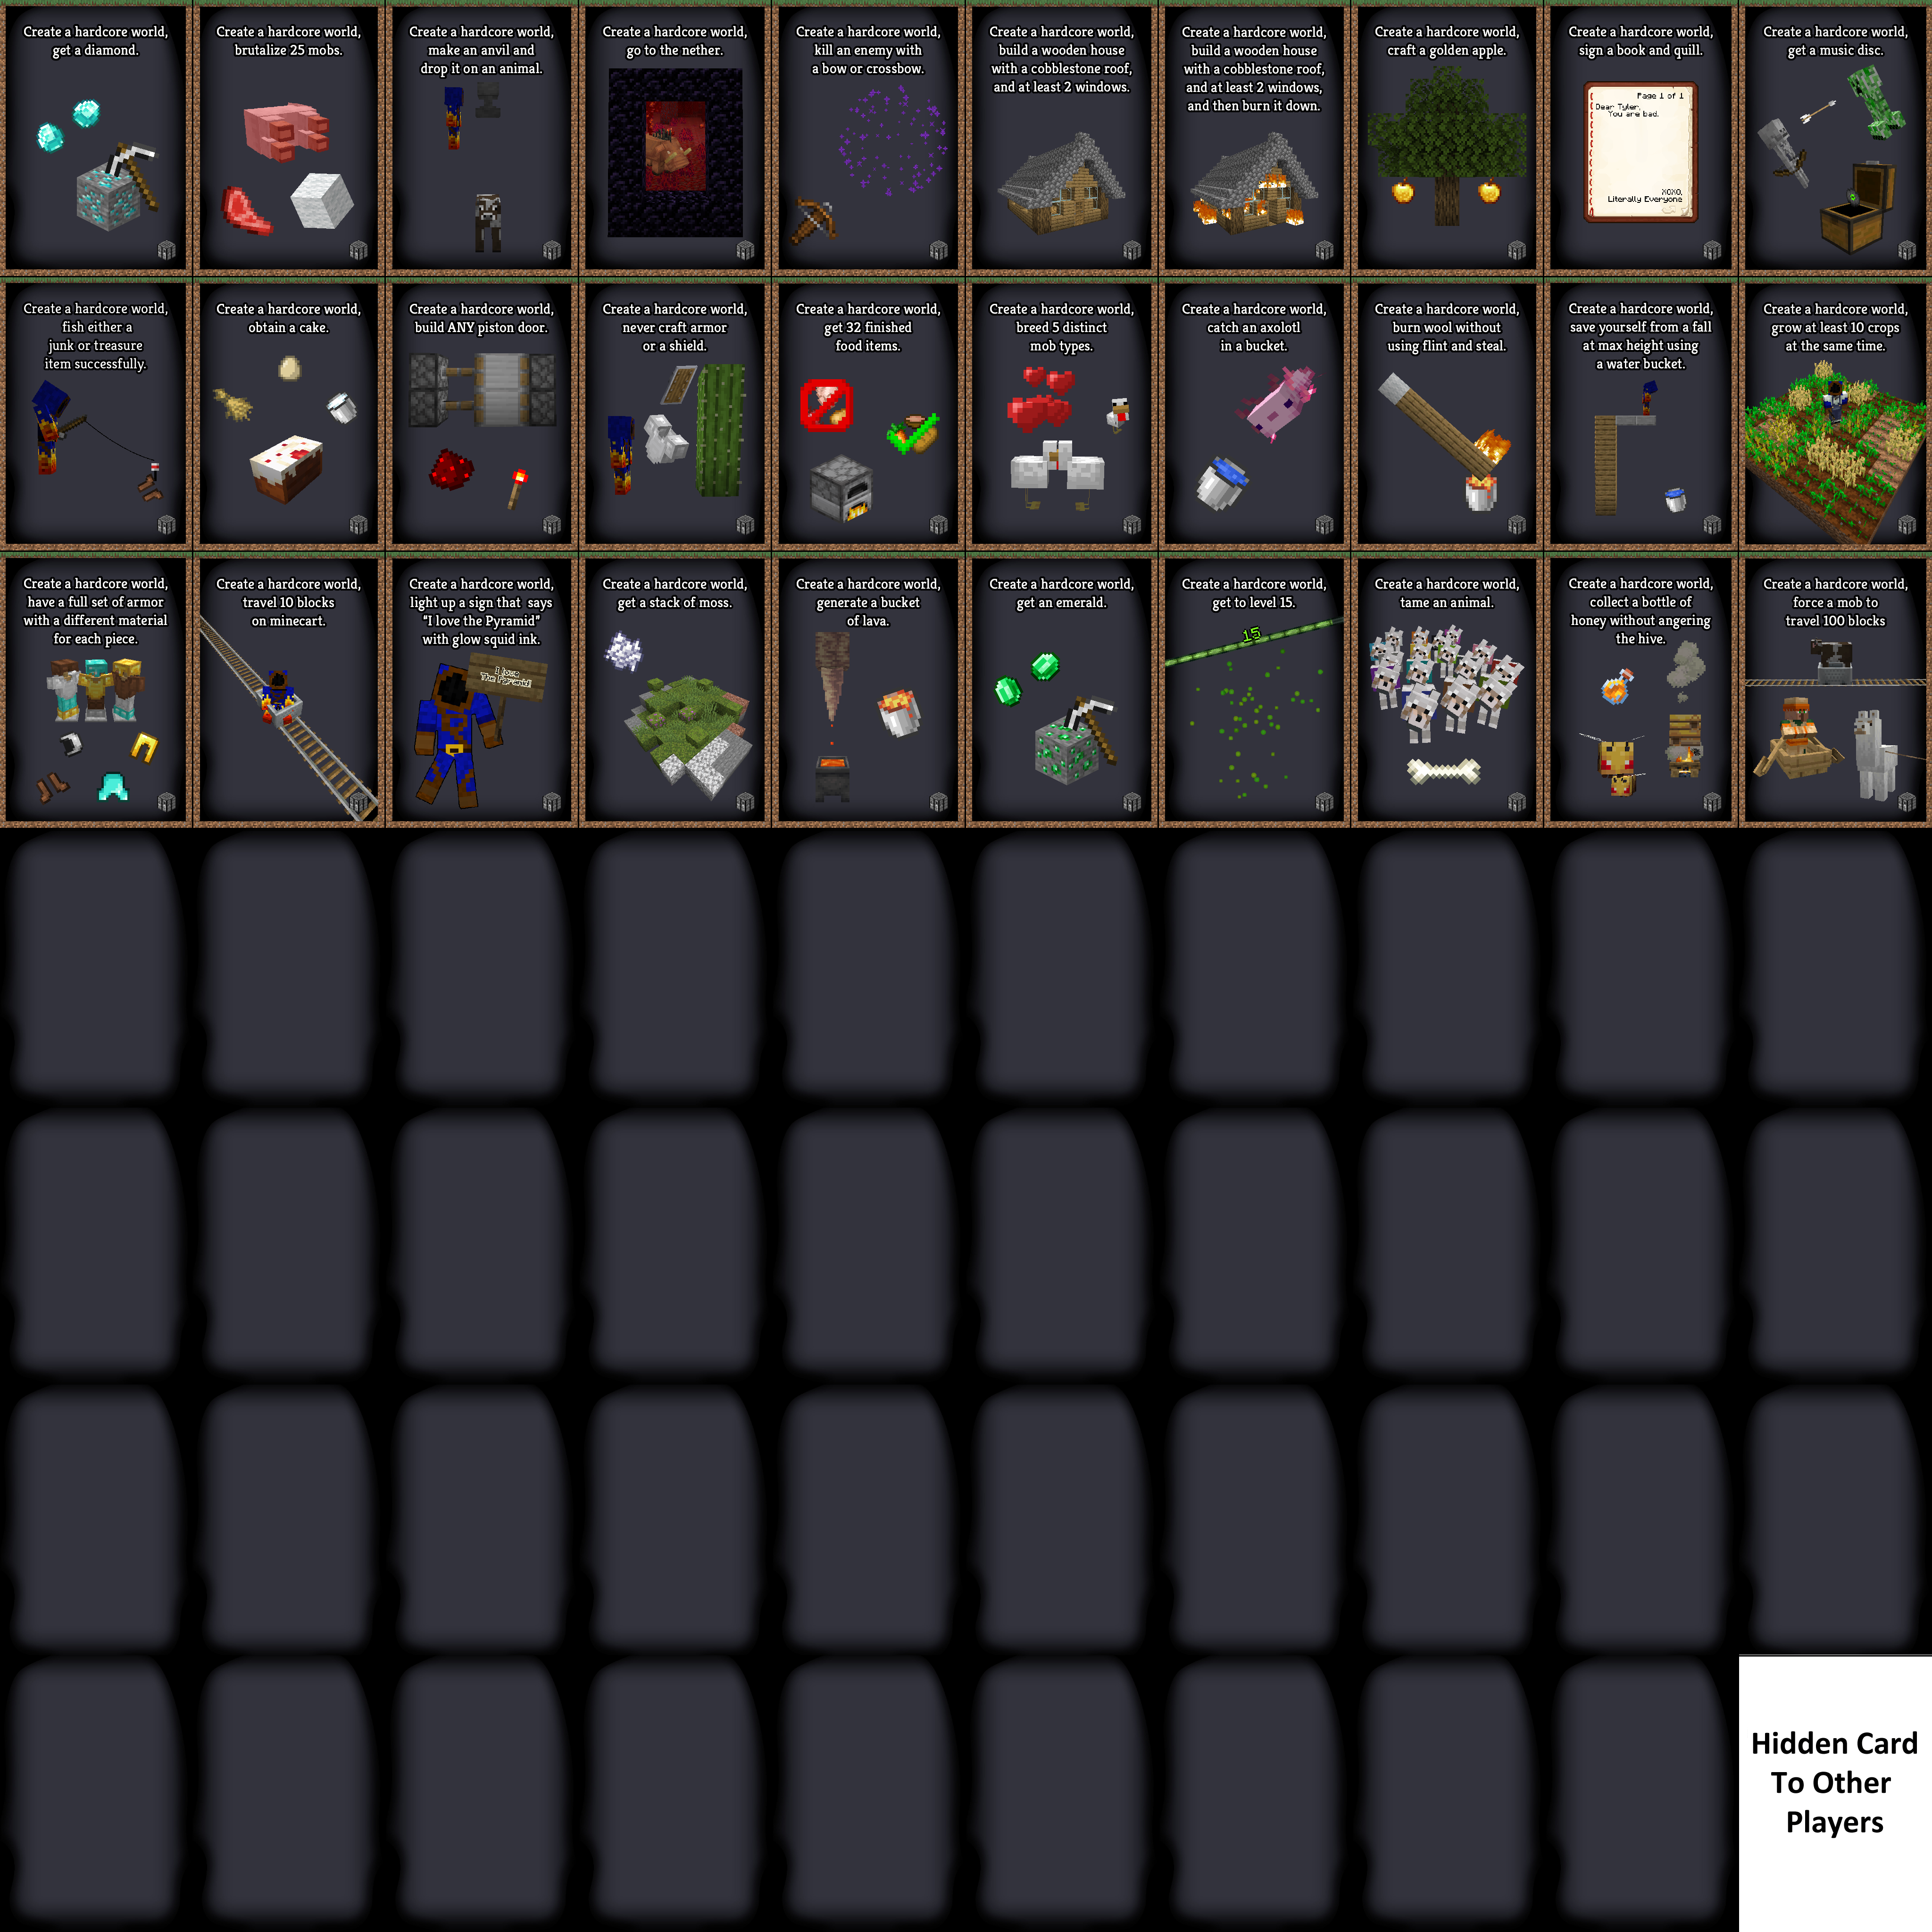 Create a hardcore world,
get a diamond.
Create a hardcore world,
brutalize 25 mobs.
Create a hardcore world,
make an anvil and
drop it on an animal.
Create a hardcore world,
go to the nether.
Create a hardcore world,
kill an enemy with
a bow or crossbow.
Create a hardcore world,
build a wooden house
with a cobblestone roof,
and at least 2 windows.
Create a hardcore world,
build a wooden house
with a cobblestone roof,
and at least 2 windows,
and then burn it down.
Create a hardcore world,
craft a golden apple.
Create a hardcore world,
sign a book and quill.
Page 1 of 1
Dear Tyler,
You are bad.
XOXO,
Literally Everyone
Create a hardcore world,
get a music disc.
Create a hardcore world,
fish either a
junk or treasure
item successfully.
Create a hardcore world,
obtain a cake.
Create a hardcore world,
build ANY piston door.
Create a hardcore world,
never craft armor
or a shield.
Create a hardcore world,
get 32 finished
food items.
Create a hardcore world,
breed 5 distinct
mob types.
Create a hardcore world,
catch an axolotl
in a bucket.
Create a hardcore world,
burn wool without
using flint and steal.
Create a hardcore world,
save yourself from a fall
at max height using
a water bucket.
Create a hardcore world,
grow at least 10 crops
at the same time.
Create a hardcore world,
have a full set of armor
with a different material
for each piece.
Create a hardcore world,
travel 10 blocks
on minecart.
Create a hardcore world,
light up a sign that says
"I love the Pyramid"
with glow squid ink.
I love
The Pyramid!
Create a hardcore world,
get a stack of moss.
Create a hardcore world,
generate a bucket
of lava.
Create a hardcore world,
get an emerald.
Create a hardcore world,
get to level 15.
15
Create a hardcore world,
tame an animal.
Create a hardcore world,
collect a bottle of
honey without angering
the hive.
Create a hardcore world,
force a mob to
travel 100 blocks
Hidden Card
To Other
Players